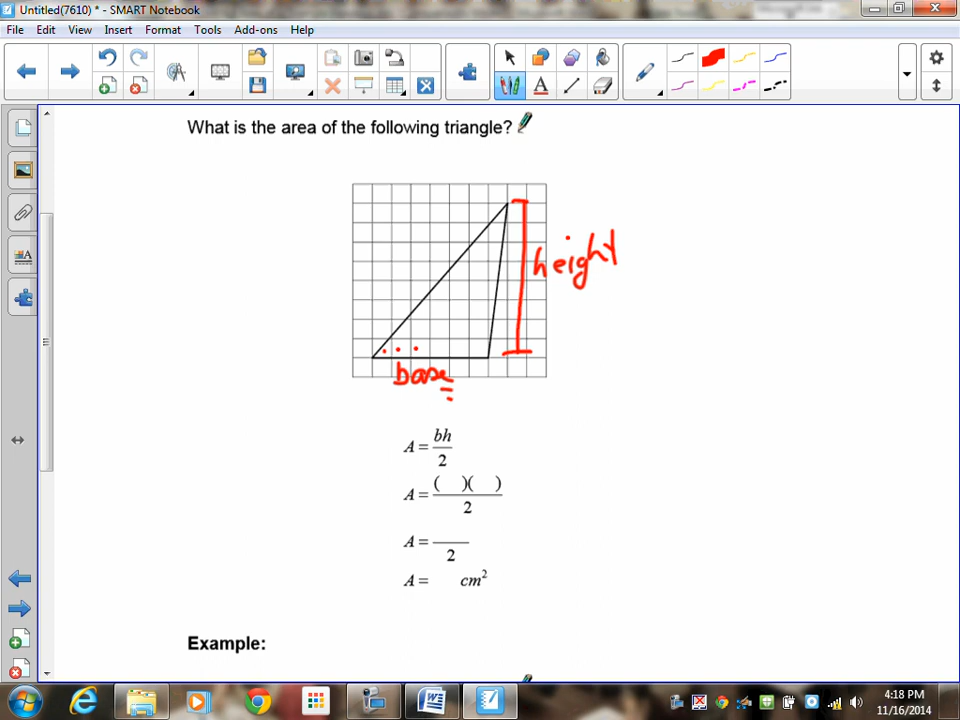 Untitled(7610) * - SMART Notebook
File Edit View Insert Format Tools Add-ons Help
What is the area of the following triangle?
height
base
A = bh
2
A = ( )( )
2
A =
2
A = cm²
Example:
4:18 PM
11/16/2014